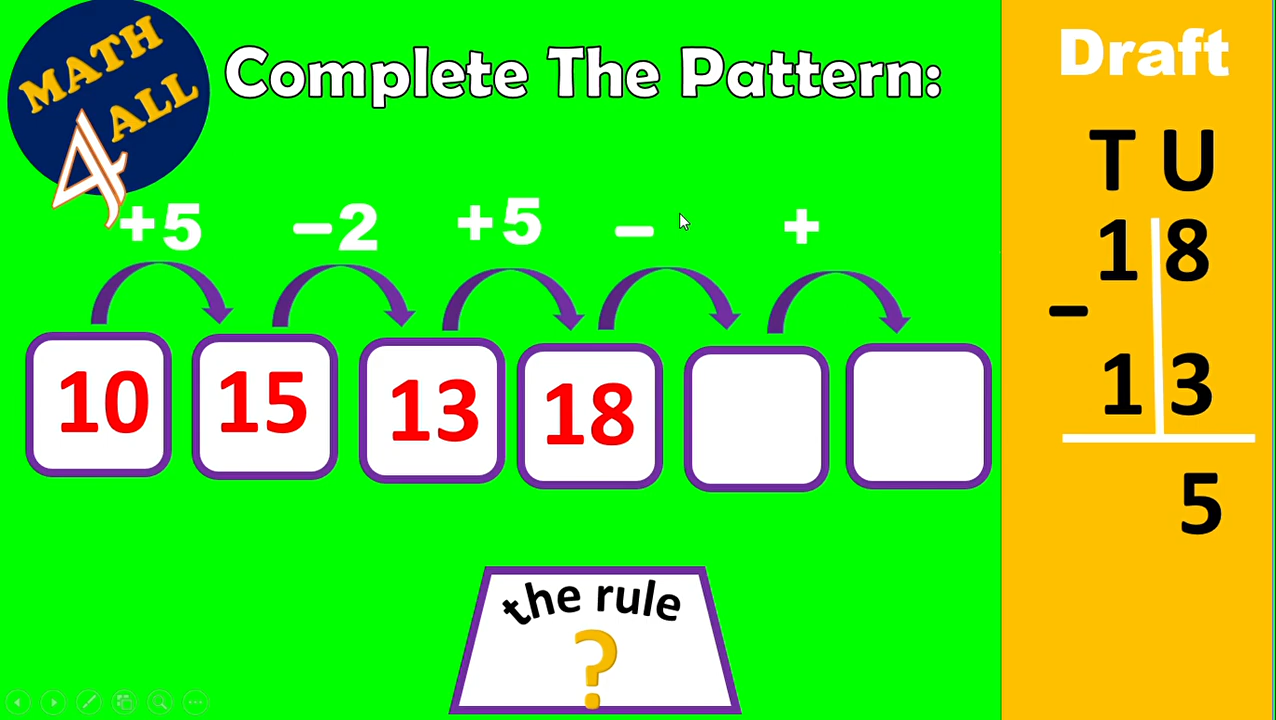 MATH
4 ALL
Complete The Pattern:
+5 −2 +5 − +
10 15 13 18
the rule
?
Draft
T U
1 8
−
1 3
5